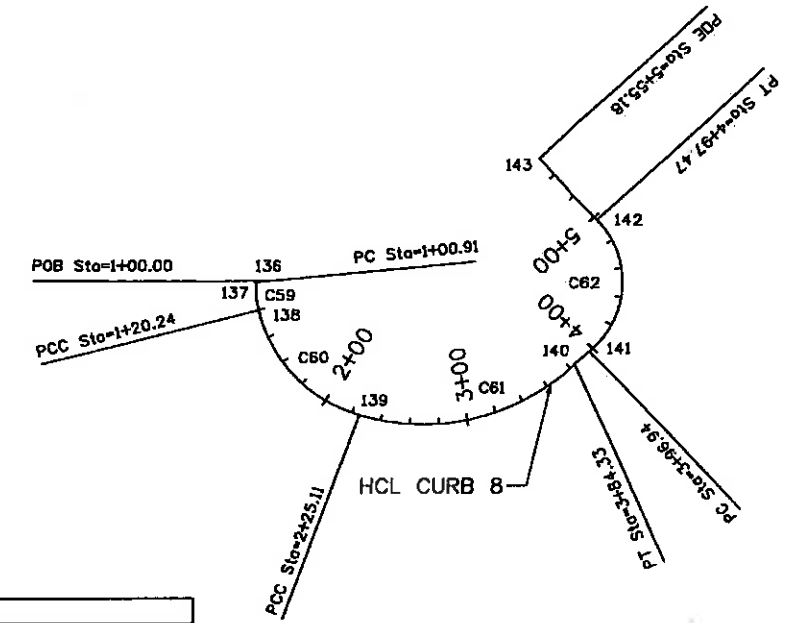 POE Sta=5+55.18
PT Sta=4+97.47
143
142
5+00
POB Sta=1+00.00
136
PC Sta=1+00.91
137
C59
C62
138
PCC Sta=1+20.24
4+00
C60
2+00
140
141
3+00
C61
139
HCL CURB 8
PC Sta=3+96.94
PT Sta=3+84.33
PCC Sta=2+25.11